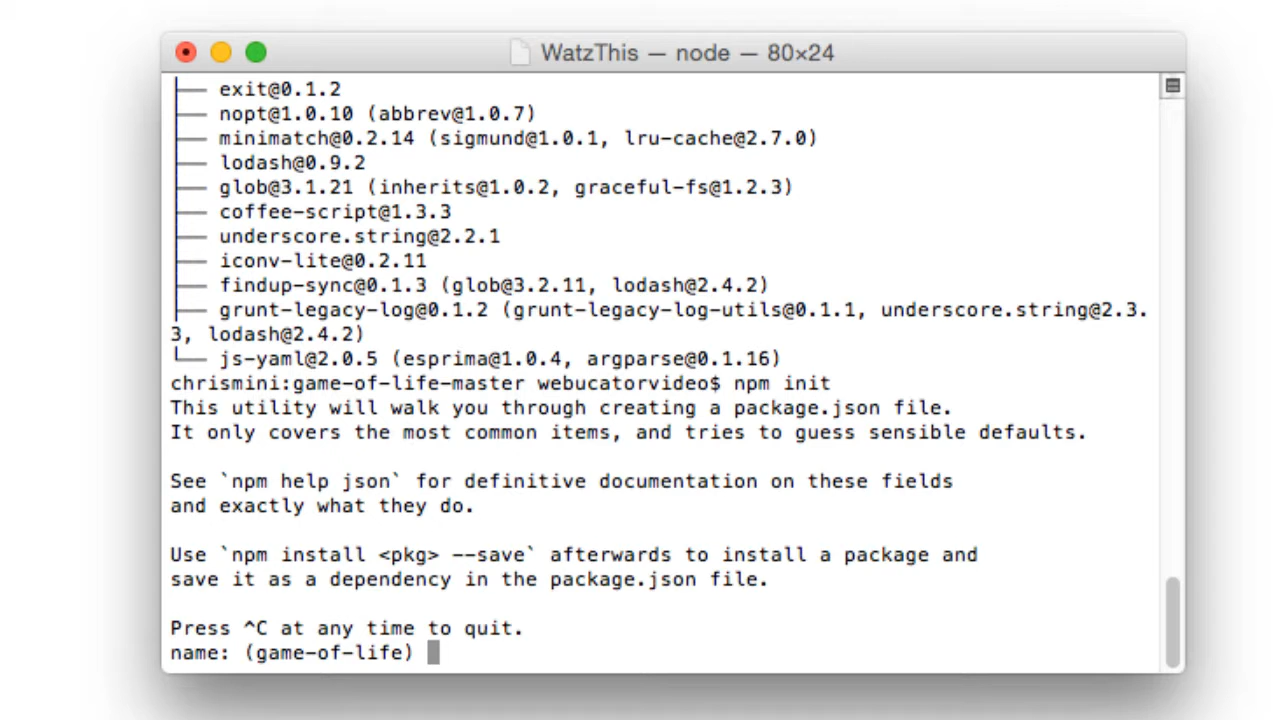 WatzThis — node — 80×24
├── exit@0.1.2
├── nopt@1.0.10 (abbrev@1.0.7)
├── minimatch@0.2.14 (sigmund@1.0.1, lru-cache@2.7.0)
├── lodash@0.9.2
├── glob@3.1.21 (inherits@1.0.2, graceful-fs@1.2.3)
├── coffee-script@1.3.3
├── underscore.string@2.2.1
├── iconv-lite@0.2.11
├── findup-sync@0.1.3 (glob@3.2.11, lodash@2.4.2)
├── grunt-legacy-log@0.1.2 (grunt-legacy-log-utils@0.1.1, underscore.string@2.3.
3, lodash@2.4.2)
└── js-yaml@2.0.5 (esprima@1.0.4, argparse@0.1.16)
chrismini:game-of-life-master webucatorvideo$ npm init
This utility will walk you through creating a package.json file.
It only covers the most common items, and tries to guess sensible defaults.

See `npm help json` for definitive documentation on these fields
and exactly what they do.

Use `npm install <pkg> --save` afterwards to install a package and
save it as a dependency in the package.json file.

Press ^C at any time to quit.
name: (game-of-life)